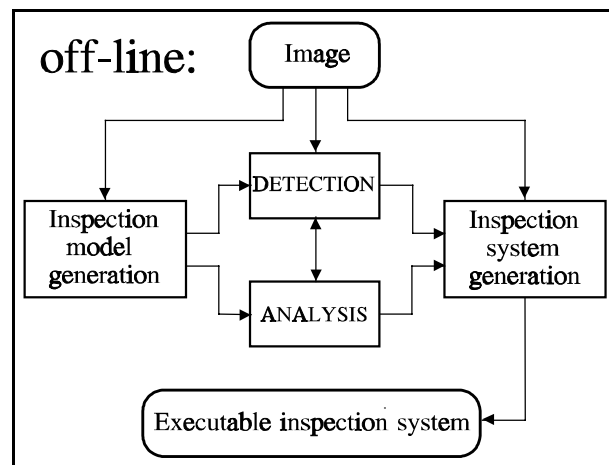 off-line:
Image
DETECTION
Inspection
model
generation
Inspection
system
generation
ANALYSIS
Executable inspection system